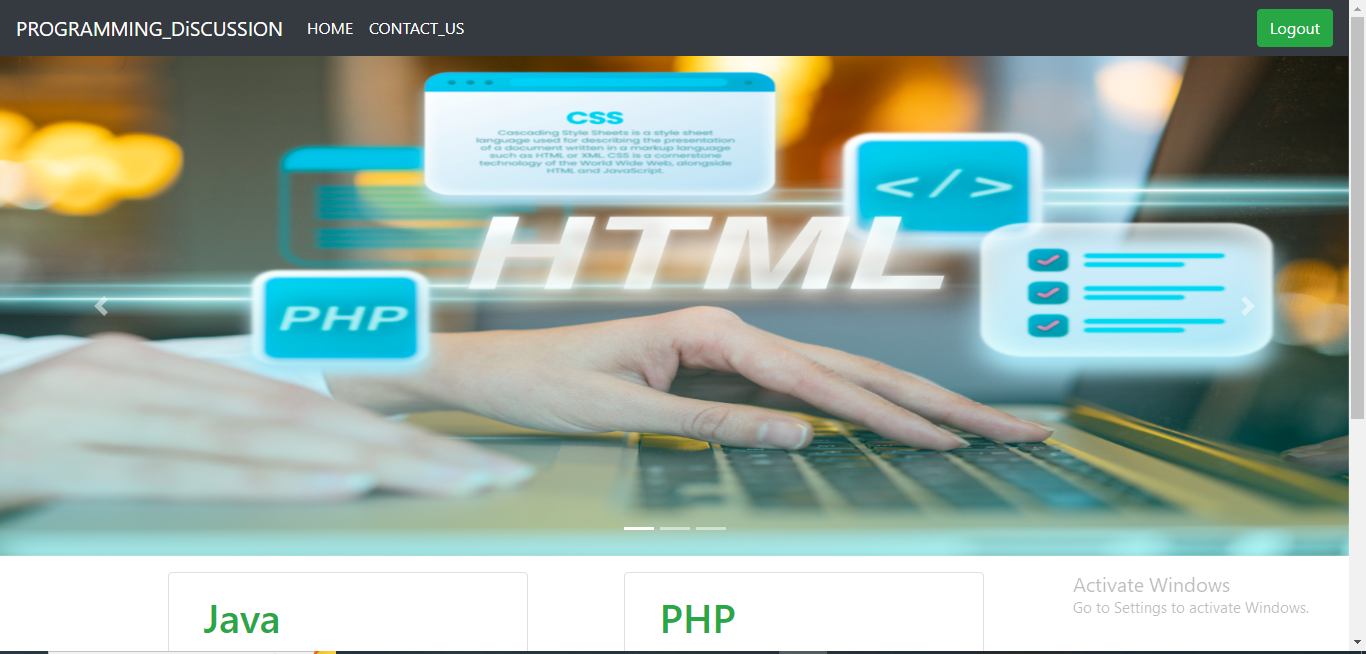 PROGRAMMING_DiSCUSSION HOME CONTACT_US Logout
CSS
Cascading Style Sheets is a style sheet
language used for describing the presentation
of a document written in a markup language
such as HTML or XML. CSS is a cornerstone
technology of the World Wide Web, alongside
HTML and JavaScript.
</>
HTML
PHP
Java PHP
Activate Windows
Go to Settings to activate Windows.